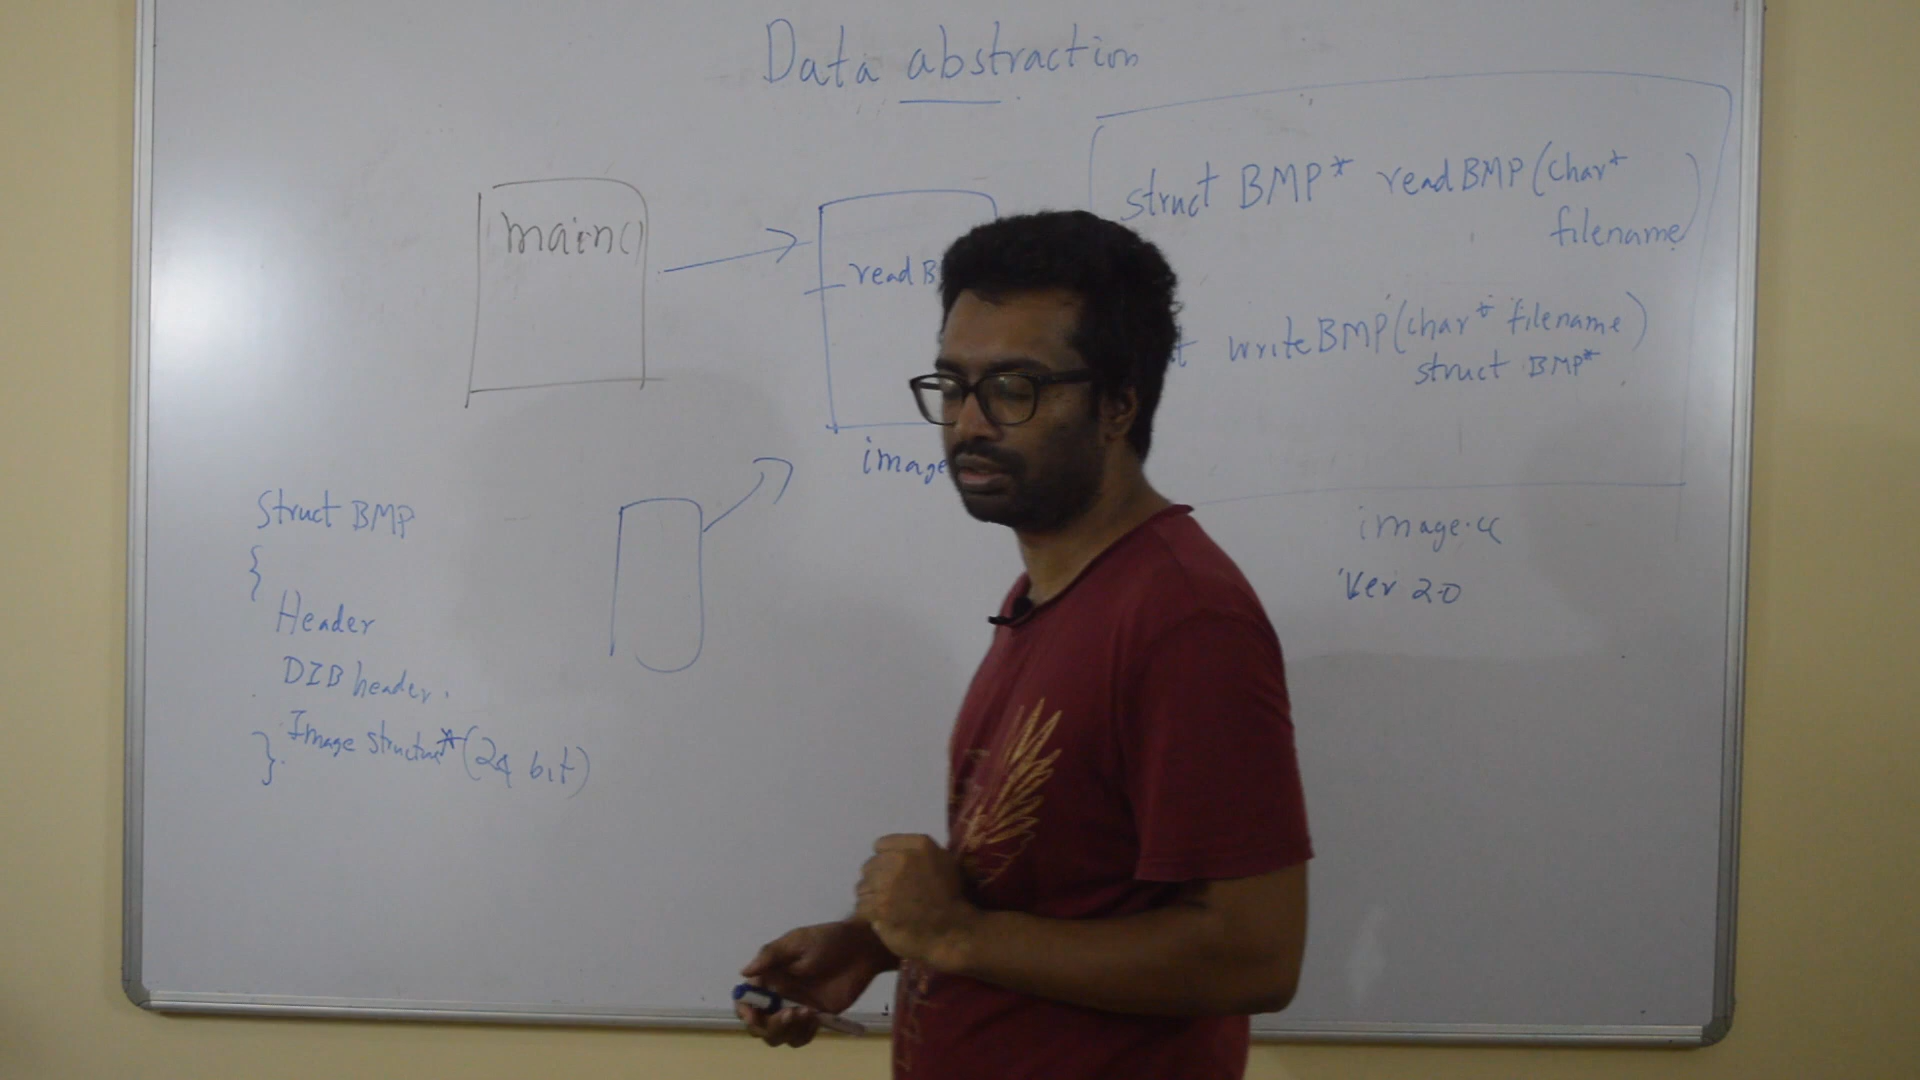 Data abstraction
main()
read B
image
struct BMP* readBMP(char*
filename)
writeBMP(char* filename)
struct BMP*
image.c
Ver 2.0
Struct BMP
{
Header
DIB header.
Image structure*(24 bit)
}.